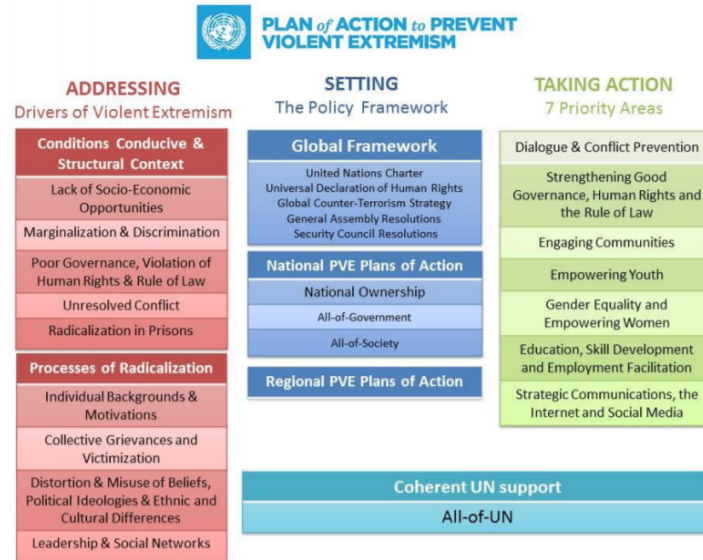 PLAN of ACTION to PREVENT
VIOLENT EXTREMISM
ADDRESSING
Drivers of Violent Extremism
Conditions Conducive &
Structural Context
Lack of Socio-Economic
Opportunities
Marginalization & Discrimination
Poor Governance, Violation of
Human Rights & Rule of Law
Unresolved Conflict
Radicalization in Prisons
Processes of Radicalization
Individual Backgrounds &
Motivations
Collective Grievances and
Victimization
Distortion & Misuse of Beliefs,
Political Ideologies & Ethnic and
Cultural Differences
Leadership & Social Networks
SETTING
The Policy Framework
Global Framework
United Nations Charter
Universal Declaration of Human Rights
Global Counter-Terrorism Strategy
General Assembly Resolutions
Security Council Resolutions
National PVE Plans of Action
National Ownership
All-of-Government
All-of-Society
Regional PVE Plans of Action
TAKING ACTION
7 Priority Areas
Dialogue & Conflict Prevention
Strengthening Good
Governance, Human Rights and
the Rule of Law
Engaging Communities
Empowering Youth
Gender Equality and
Empowering Women
Education, Skill Development
and Employment Facilitation
Strategic Communications, the
Internet and Social Media
Coherent UN support
All-of-UN